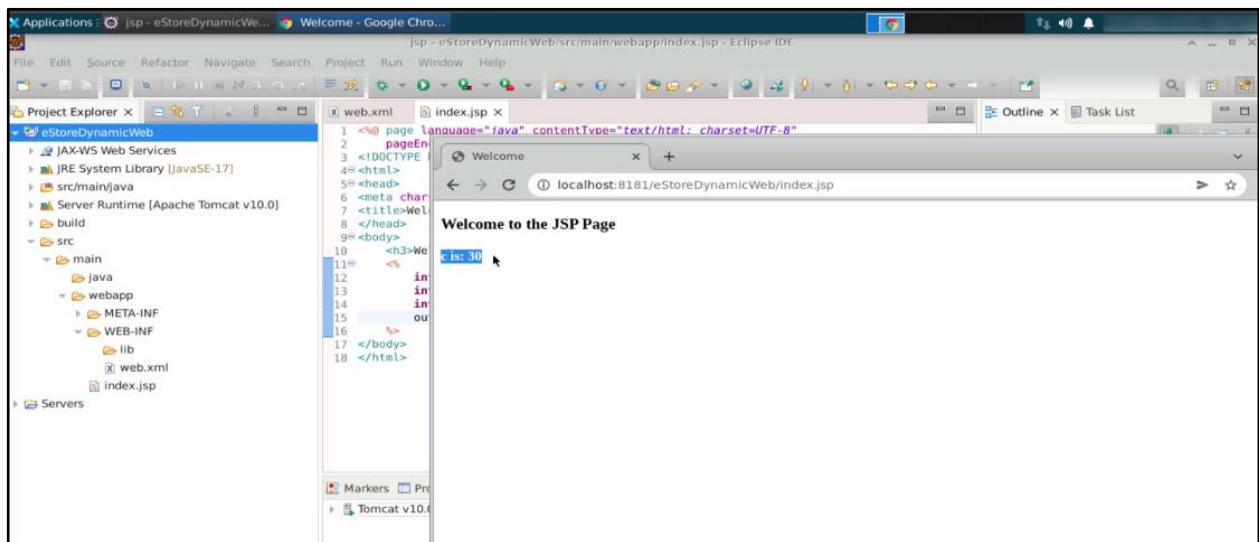 Applications : jsp - eStoreDynamicWe... Welcome - Google Chro...
jsp - eStoreDynamicWeb/src/main/webapp/index.jsp - Eclipse IDE
File Edit Source Refactor Navigate Search Project Run Window Help
Project Explorer
web.xml
index.jsp
Outline
Task List
eStoreDynamicWeb
JAX-WS Web Services
JRE System Library [JavaSE-17]
src/main/java
Server Runtime [Apache Tomcat v10.0]
build
src
main
java
webapp
META-INF
WEB-INF
lib
web.xml
index.jsp
Servers
1 <%@ page language="java" contentType="text/html; charset=UTF-8"
2 pageEn
3 <!DOCTYPE
4 <html>
5 <head>
6 <meta char
7 <title>Wel
8 </head>
9 <body>
10 <h3>We
11 <%
12 in
13 in
14 in
15 ou
16 %>
17 </body>
18 </html>
Markers Pro
Tomcat v10.
Welcome
localhost:8181/eStoreDynamicWeb/index.jsp
Welcome to the JSP Page
c is: 30